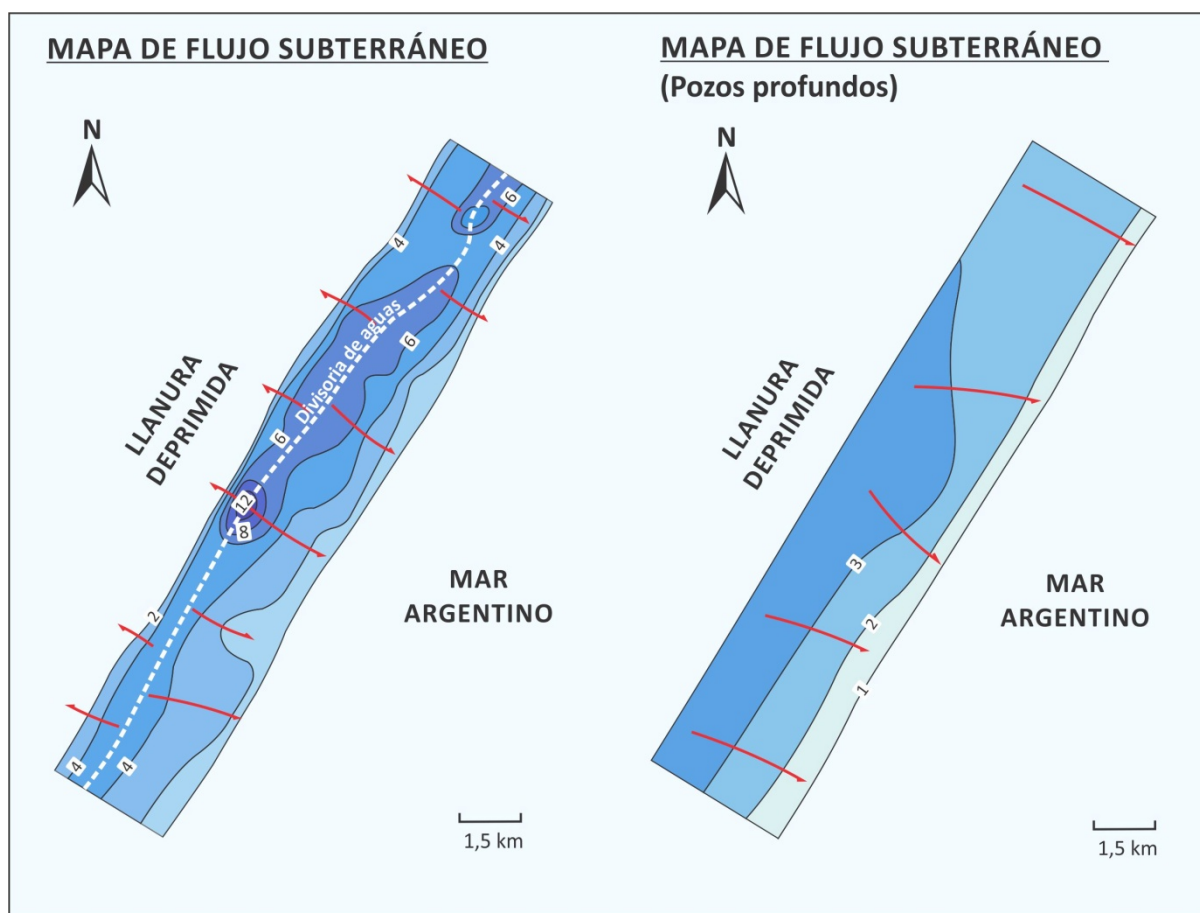 MAPA DE FLUJO SUBTERRÁNEO
N
4
6
4
Divisoria de aguas
6
6
12
8
2
4
4
LLANURA
DEPRIMIDA
MAR
ARGENTINO
1,5 km
MAPA DE FLUJO SUBTERRÁNEO
(Pozos profundos)
N
LLANURA
DEPRIMIDA
3
2
1
MAR
ARGENTINO
1,5 km